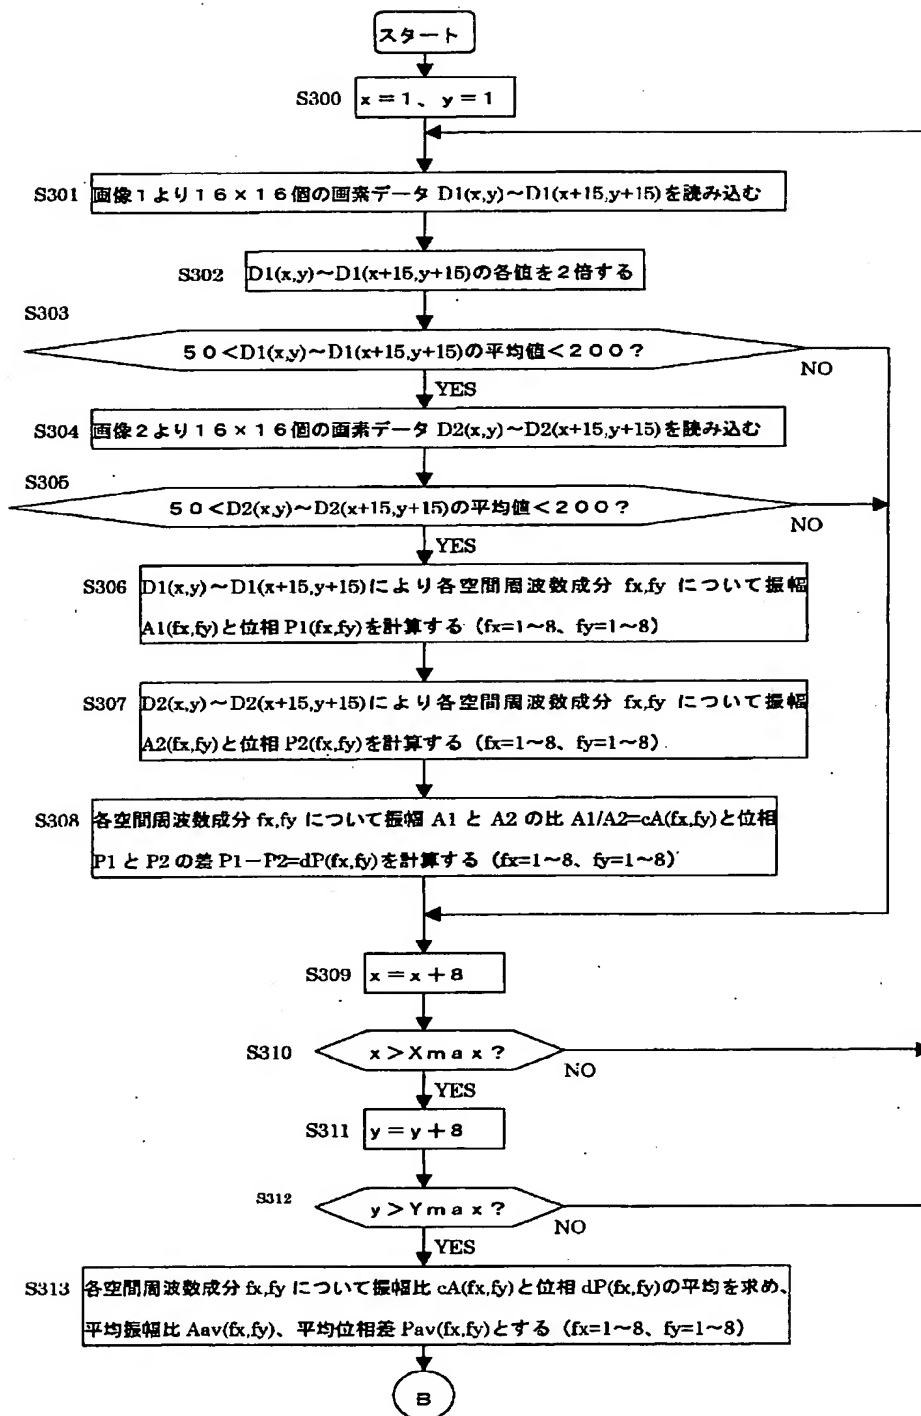 スタート
S300 x=1、y=1
S301 画像1より16×16個の画素データ D1(x,y)~D1(x+15,y+15)を読み込む
S302 D1(x,y)~D1(x+15,y+15)の各値を2倍する
S303
50<D1(x,y)~D1(x+15,y+15)の平均値<200?
NO
YES
S304 画像2より16×16個の画素データ D2(x,y)~D2(x+15,y+15)を読み込む
S305
50<D2(x,y)~D2(x+15,y+15)の平均値<200?
NO
YES
S306 D1(x,y)~D1(x+15,y+15)により各空間周波数成分 fx,fy について振幅
A1(fx,fy)と位相 P1(fx,fy)を計算する(fx=1~8、fy=1~8)
S307 D2(x,y)~D2(x+15,y+15)により各空間周波数成分 fx,fy について振幅
A2(fx,fy)と位相 P2(fx,fy)を計算する(fx=1~8、fy=1~8)
S308 各空間周波数成分 fx,fy について振幅 A1 と A2 の比 A1/A2=cA(fx,fy)と位相
P1 と P2 の差 P1-P2=dP(fx,fy)を計算する(fx=1~8、fy=1~8)
S309 x=x+8
S310 x>Xmax?
NO
YES
S311 y=y+8
S312 y>Ymax?
NO
YES
S313 各空間周波数成分 fx,fy について振幅比 cA(fx,fy)と位相 dP(fx,fy)の平均を求め、
平均振幅比 Aav(fx,fy)、平均位相差 Pav(fx,fy)とする(fx=1~8、fy=1~8)
B